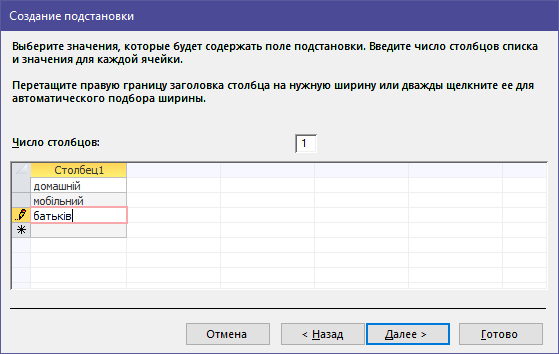 Создание подстановки
Выберите значения, которые будет содержать поле подстановки. Введите число столбцов списка
и значения для каждой ячейки.
Перетащите правую границу заголовка столбца на нужную ширину или дважды щелкните ее для
автоматического подбора ширины.
Число столбцов: 1
Столбец1
домашній
мобільний
батьків
Отмена < Назад Далее > Готово